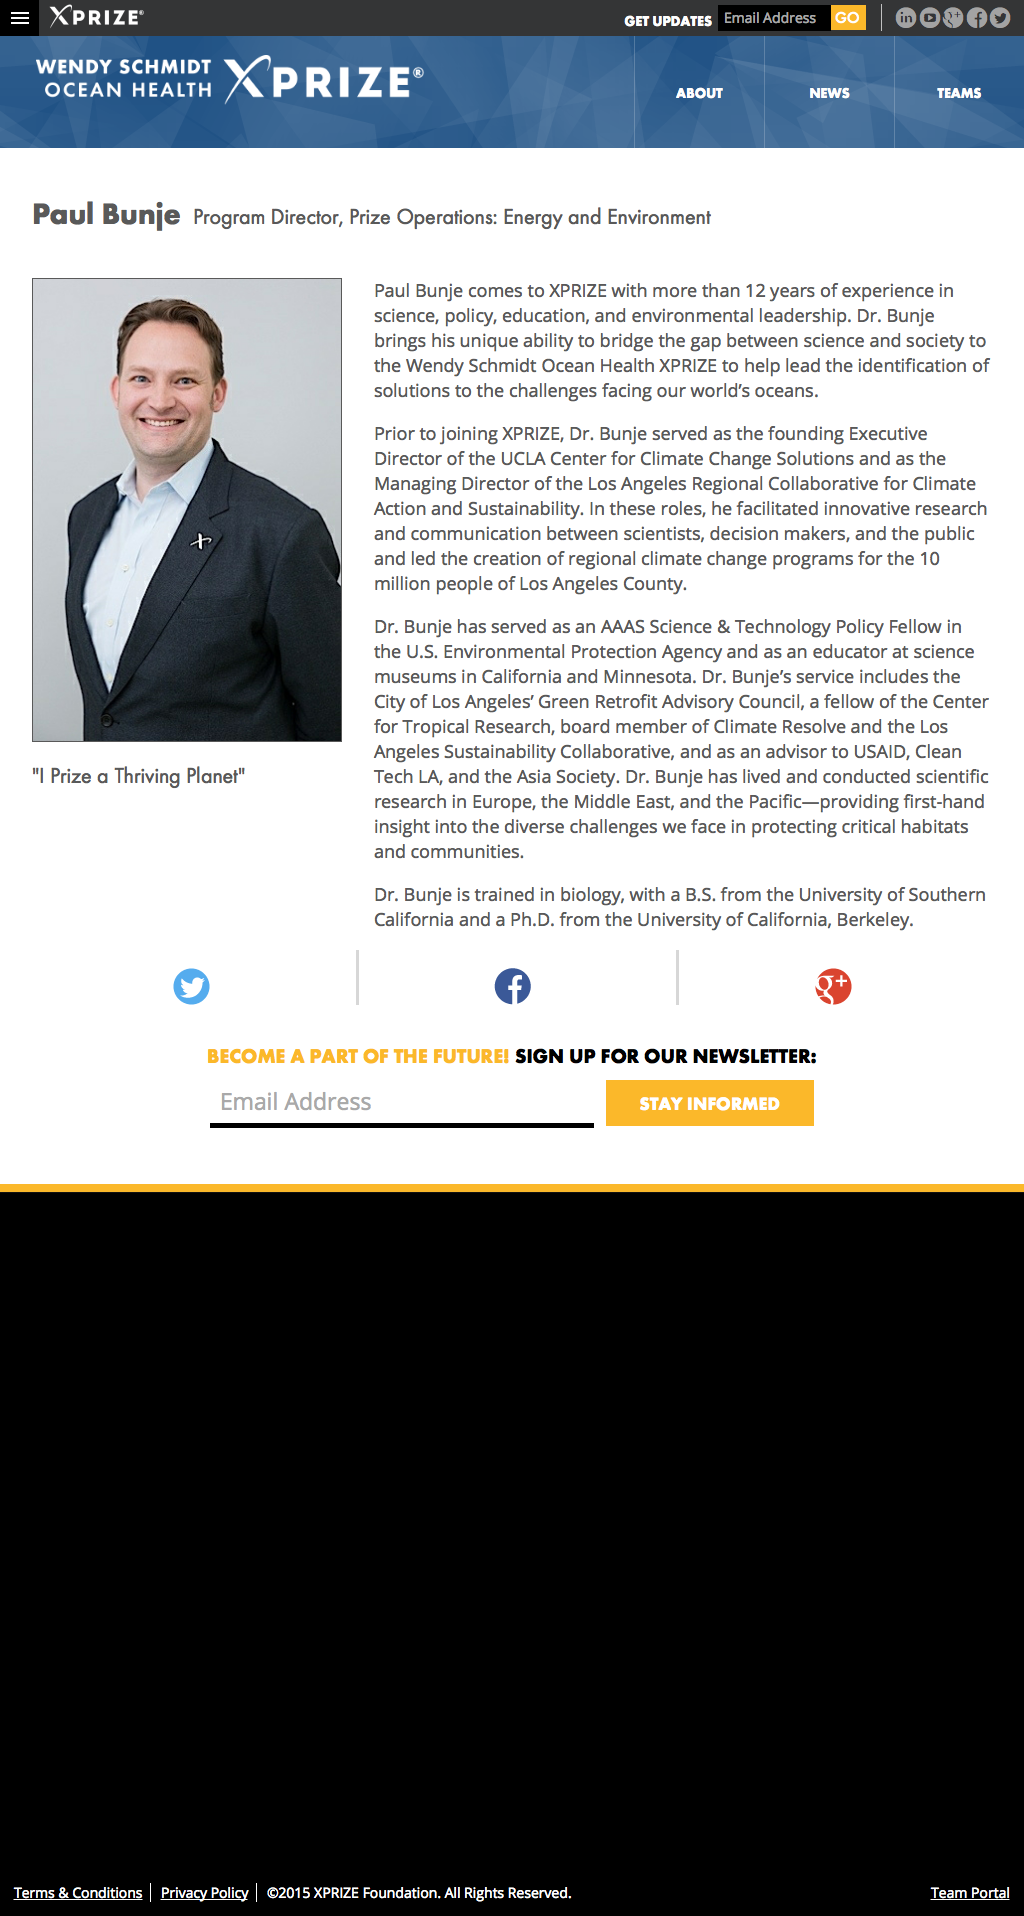 XPRIZE®
GET UPDATES Email Address GO
WENDY SCHMIDT
OCEAN HEALTH XPRIZE®
ABOUT NEWS TEAMS
Paul Bunje Program Director, Prize Operations: Energy and Environment
Paul Bunje comes to XPRIZE with more than 12 years of experience in
science, policy, education, and environmental leadership. Dr. Bunje
brings his unique ability to bridge the gap between science and society to
the Wendy Schmidt Ocean Health XPRIZE to help lead the identification of
solutions to the challenges facing our world’s oceans.
Prior to joining XPRIZE, Dr. Bunje served as the founding Executive
Director of the UCLA Center for Climate Change Solutions and as the
Managing Director of the Los Angeles Regional Collaborative for Climate
Action and Sustainability. In these roles, he facilitated innovative research
and communication between scientists, decision makers, and the public
and led the creation of regional climate change programs for the 10
million people of Los Angeles County.
Dr. Bunje has served as an AAAS Science & Technology Policy Fellow in
the U.S. Environmental Protection Agency and as an educator at science
museums in California and Minnesota. Dr. Bunje’s service includes the
City of Los Angeles’ Green Retrofit Advisory Council, a fellow of the Center
for Tropical Research, board member of Climate Resolve and the Los
Angeles Sustainability Collaborative, and as an advisor to USAID, Clean
Tech LA, and the Asia Society. Dr. Bunje has lived and conducted scientific
research in Europe, the Middle East, and the Pacific—providing first-hand
insight into the diverse challenges we face in protecting critical habitats
and communities.
Dr. Bunje is trained in biology, with a B.S. from the University of Southern
California and a Ph.D. from the University of California, Berkeley.
"I Prize a Thriving Planet"
BECOME A PART OF THE FUTURE! SIGN UP FOR OUR NEWSLETTER:
Email Address STAY INFORMED
Terms & Conditions Privacy Policy ©2015 XPRIZE Foundation. All Rights Reserved. Team Portal